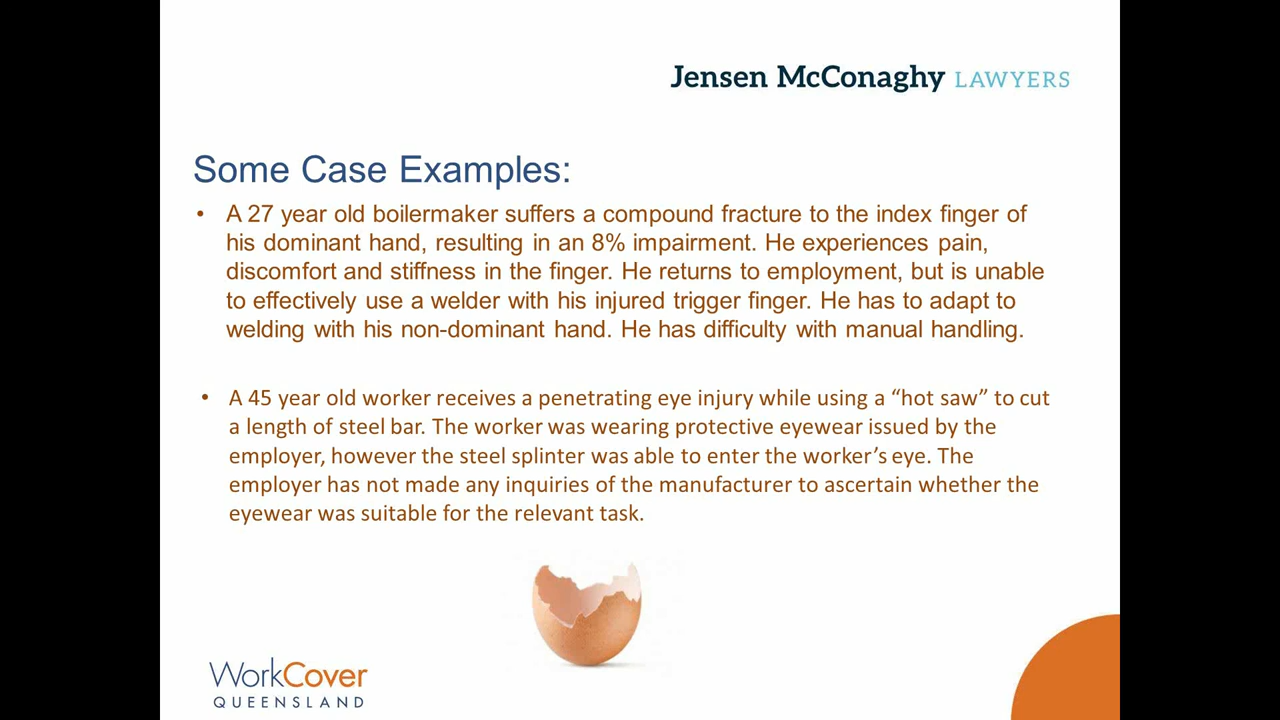 Jensen McConaghy LAWYERS
Some Case Examples:
• A 27 year old boilermaker suffers a compound fracture to the index finger of
his dominant hand, resulting in an 8% impairment. He experiences pain,
discomfort and stiffness in the finger. He returns to employment, but is unable
to effectively use a welder with his injured trigger finger. He has to adapt to
welding with his non-dominant hand. He has difficulty with manual handling.
• A 45 year old worker receives a penetrating eye injury while using a “hot saw” to cut
a length of steel bar. The worker was wearing protective eyewear issued by the
employer, however the steel splinter was able to enter the worker’s eye. The
employer has not made any inquiries of the manufacturer to ascertain whether the
eyewear was suitable for the relevant task.
WorkCover
QUEENSLAND